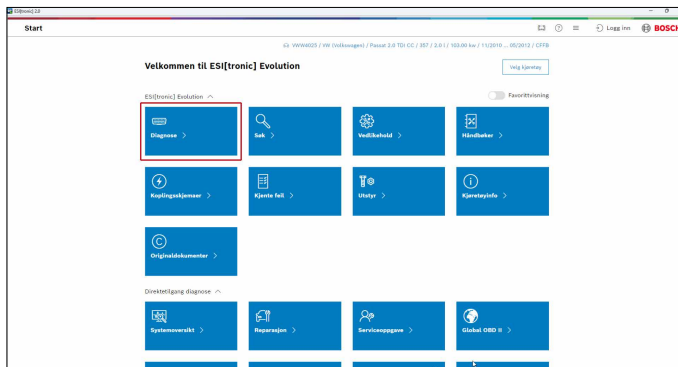 ESI[tronic] 2.0
Start
Logg inn
BOSCH
VWW4025 / VW (Volkswagen) / Passat 2.0 TDI CC / 357 / 2.0 l / 103.00 kw / 11/2010 ... 05/2012 / CFFB
Velkommen til ESI[tronic] Evolution
Velg kjøretøy
ESI[tronic] Evolution
Favorittvisning
Diagnose
Søk
Vedlikehold
Håndbøker
Koplingsskjemaer
Kjente feil
Utstyr
Kjøretøyinfo
Originaldokumenter
Direktetilgang diagnose
Systemoversikt
Reparasjon
Serviceoppgave
Global OBD II